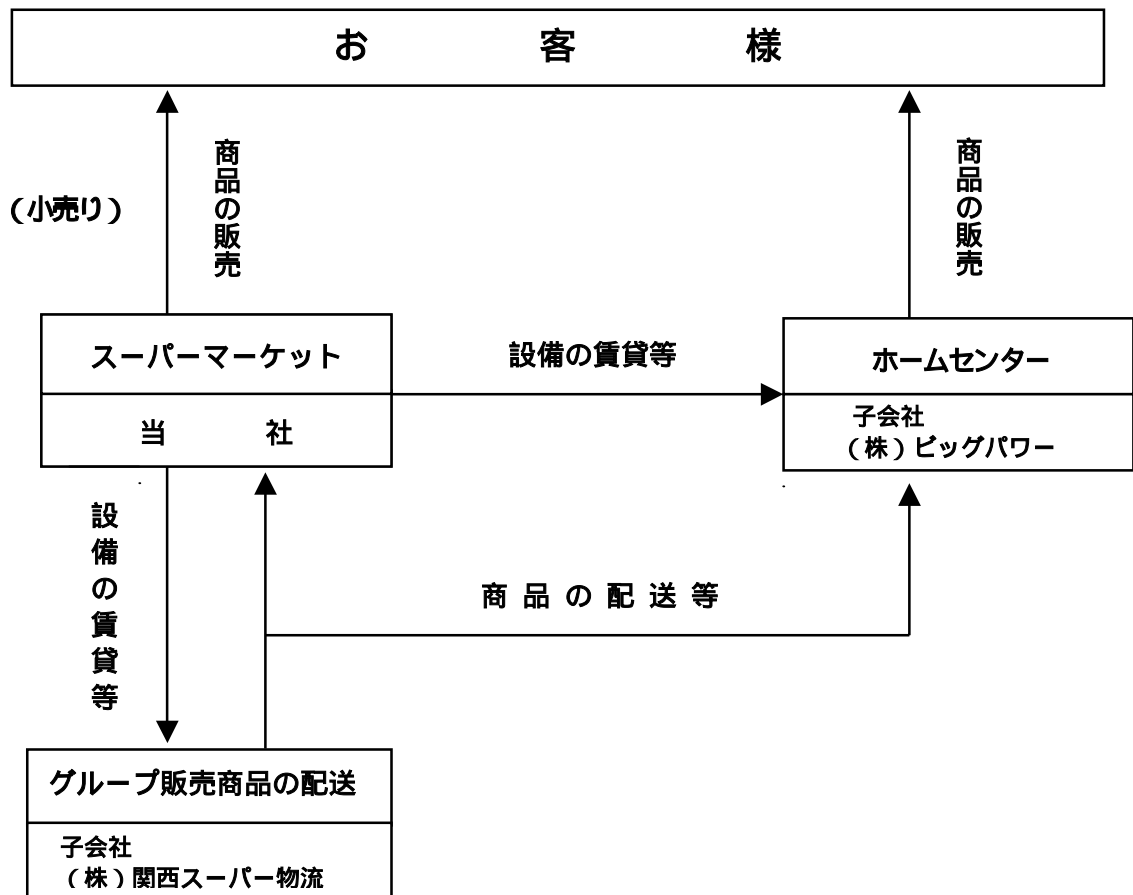 お客様
商品の販売
商品の販売
（小売り）
スーパーマーケット
設備の賃貸等
ホームセンター
当社
子会社
（株）ビッグパワー
設備の賃貸等
商品の配送等
グループ販売商品の配送
子会社
（株）関西スーパー物流